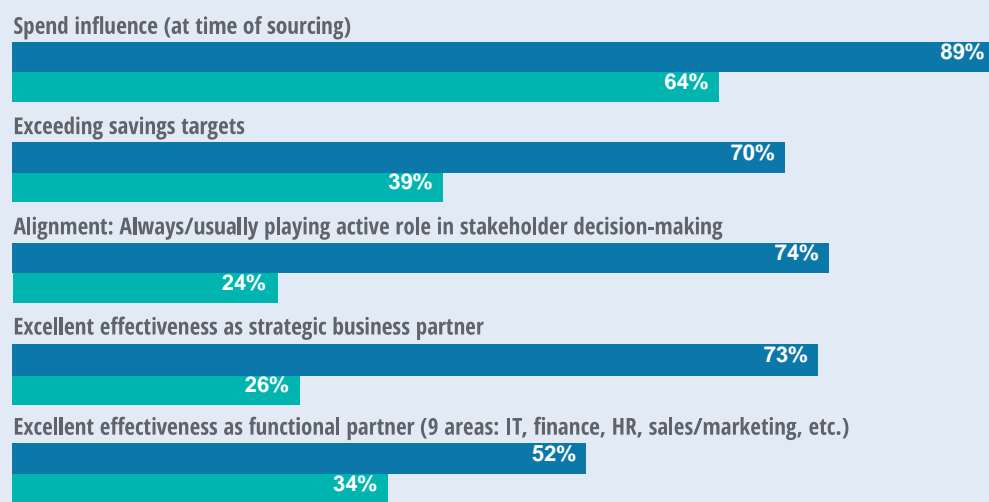 Spend influence (at time of sourcing)
89%
64%
Exceeding savings targets
70%
39%
Alignment: Always/usually playing active role in stakeholder decision-making
74%
24%
Excellent effectiveness as strategic business partner
73%
26%
Excellent effectiveness as functional partner (9 areas: IT, finance, HR, sales/marketing, etc.)
52%
34%